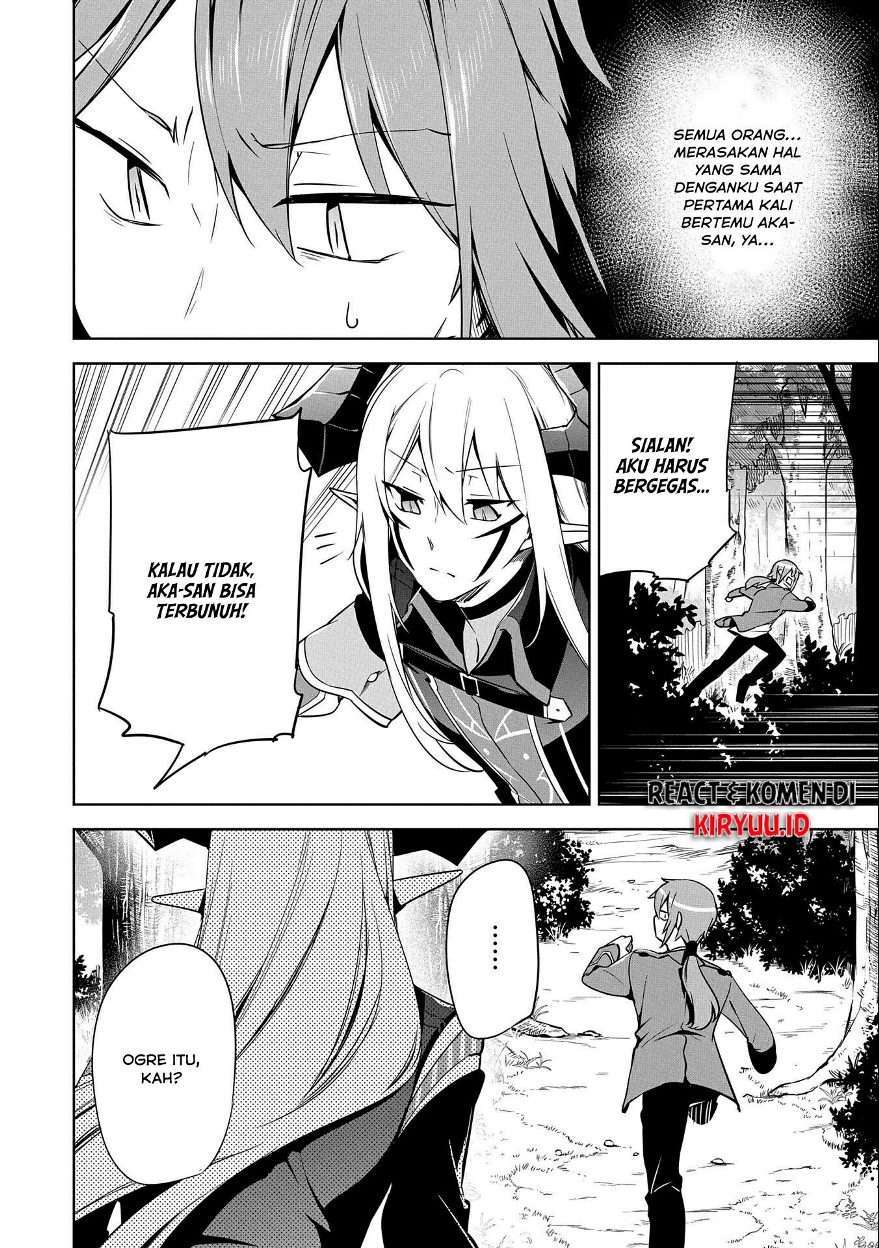 SEMUA ORANG...
MERASAKAN HAL
YANG SAMA
DENGANKU SAAT
PERTAMA KALI
BERTEMU AKA-
SAN, YA...
SIALAN!
AKU HARUS
BERGEGAS...
KALAU TIDAK,
AKA-SAN BISA
TERBUNUH!
REACT & KOMEN DI
KIRYUU.ID
......
OGRE ITU,
KAH?